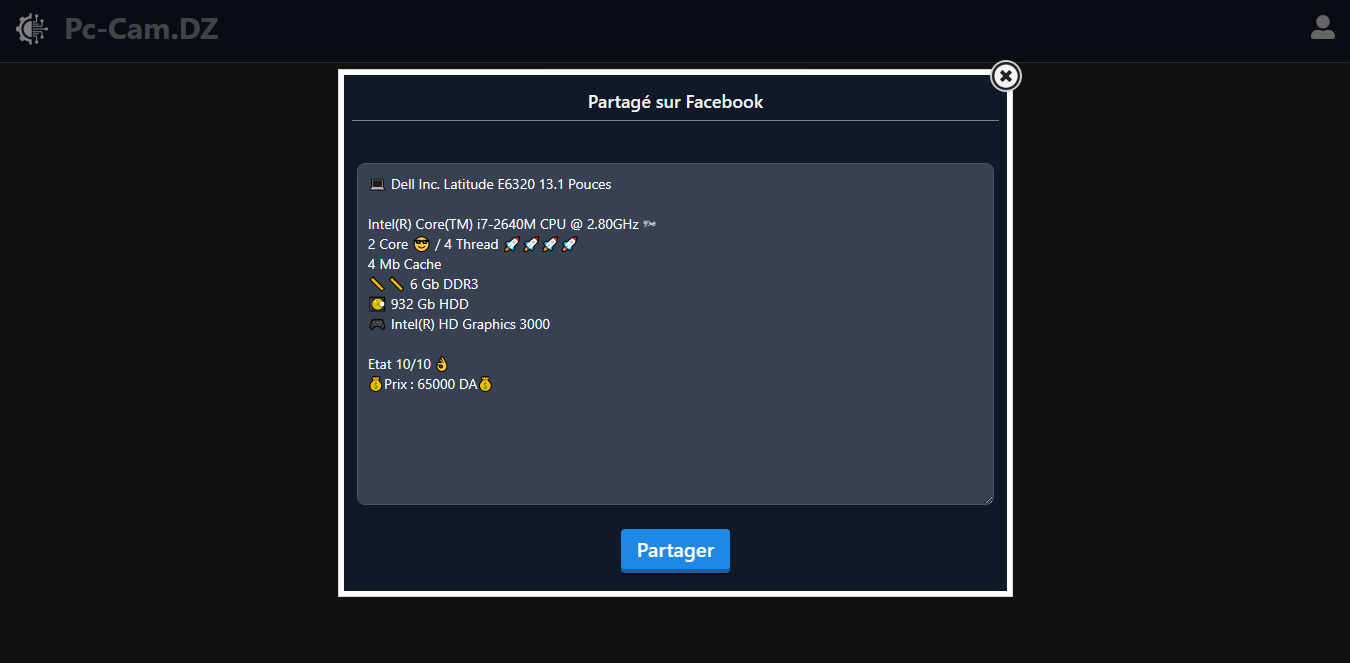 Pc-Cam.DZ
Partagé sur Facebook
💻 Dell Inc. Latitude E6320 13.1 Pouces
Intel(R) Core(TM) i7-2640M CPU @ 2.80GHz
2 Core 😎 / 4 Thread 🚀🚀🚀🚀
4 Mb Cache
📏📏 6 Gb DDR3
💽 932 Gb HDD
🎮 Intel(R) HD Graphics 3000
Etat 10/10 👌
💰Prix : 65000 DA💰
Partager